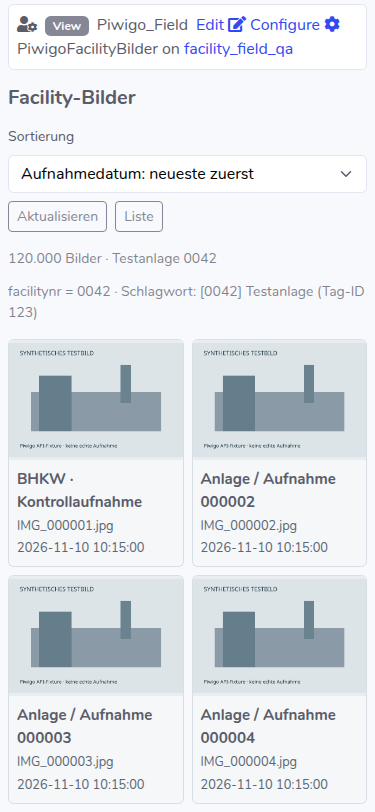 View Piwigo_Field Edit Configure
PiwigoFacilityBilder on facility_field_qa
Facility-Bilder
Sortierung
Aufnahmedatum: neueste zuerst
Aktualisieren Liste
120.000 Bilder · Testanlage 0042
facilitynr = 0042 · Schlagwort: [0042] Testanlage (Tag-ID
123)
SYNTHETISCHES TESTBILD
Piwigo API-Fixture · keine echte Aufnahme
BHKW ·
Kontrollaufnahme
IMG_000001.jpg
2026-11-10 10:15:00
SYNTHETISCHES TESTBILD
Piwigo API-Fixture · keine echte Aufnahme
Anlage / Aufnahme
000002
IMG_000002.jpg
2026-11-10 10:15:00
SYNTHETISCHES TESTBILD
Piwigo API-Fixture · keine echte Aufnahme
Anlage / Aufnahme
000003
IMG_000003.jpg
2026-11-10 10:15:00
SYNTHETISCHES TESTBILD
Piwigo API-Fixture · keine echte Aufnahme
Anlage / Aufnahme
000004
IMG_000004.jpg
2026-11-10 10:15:00